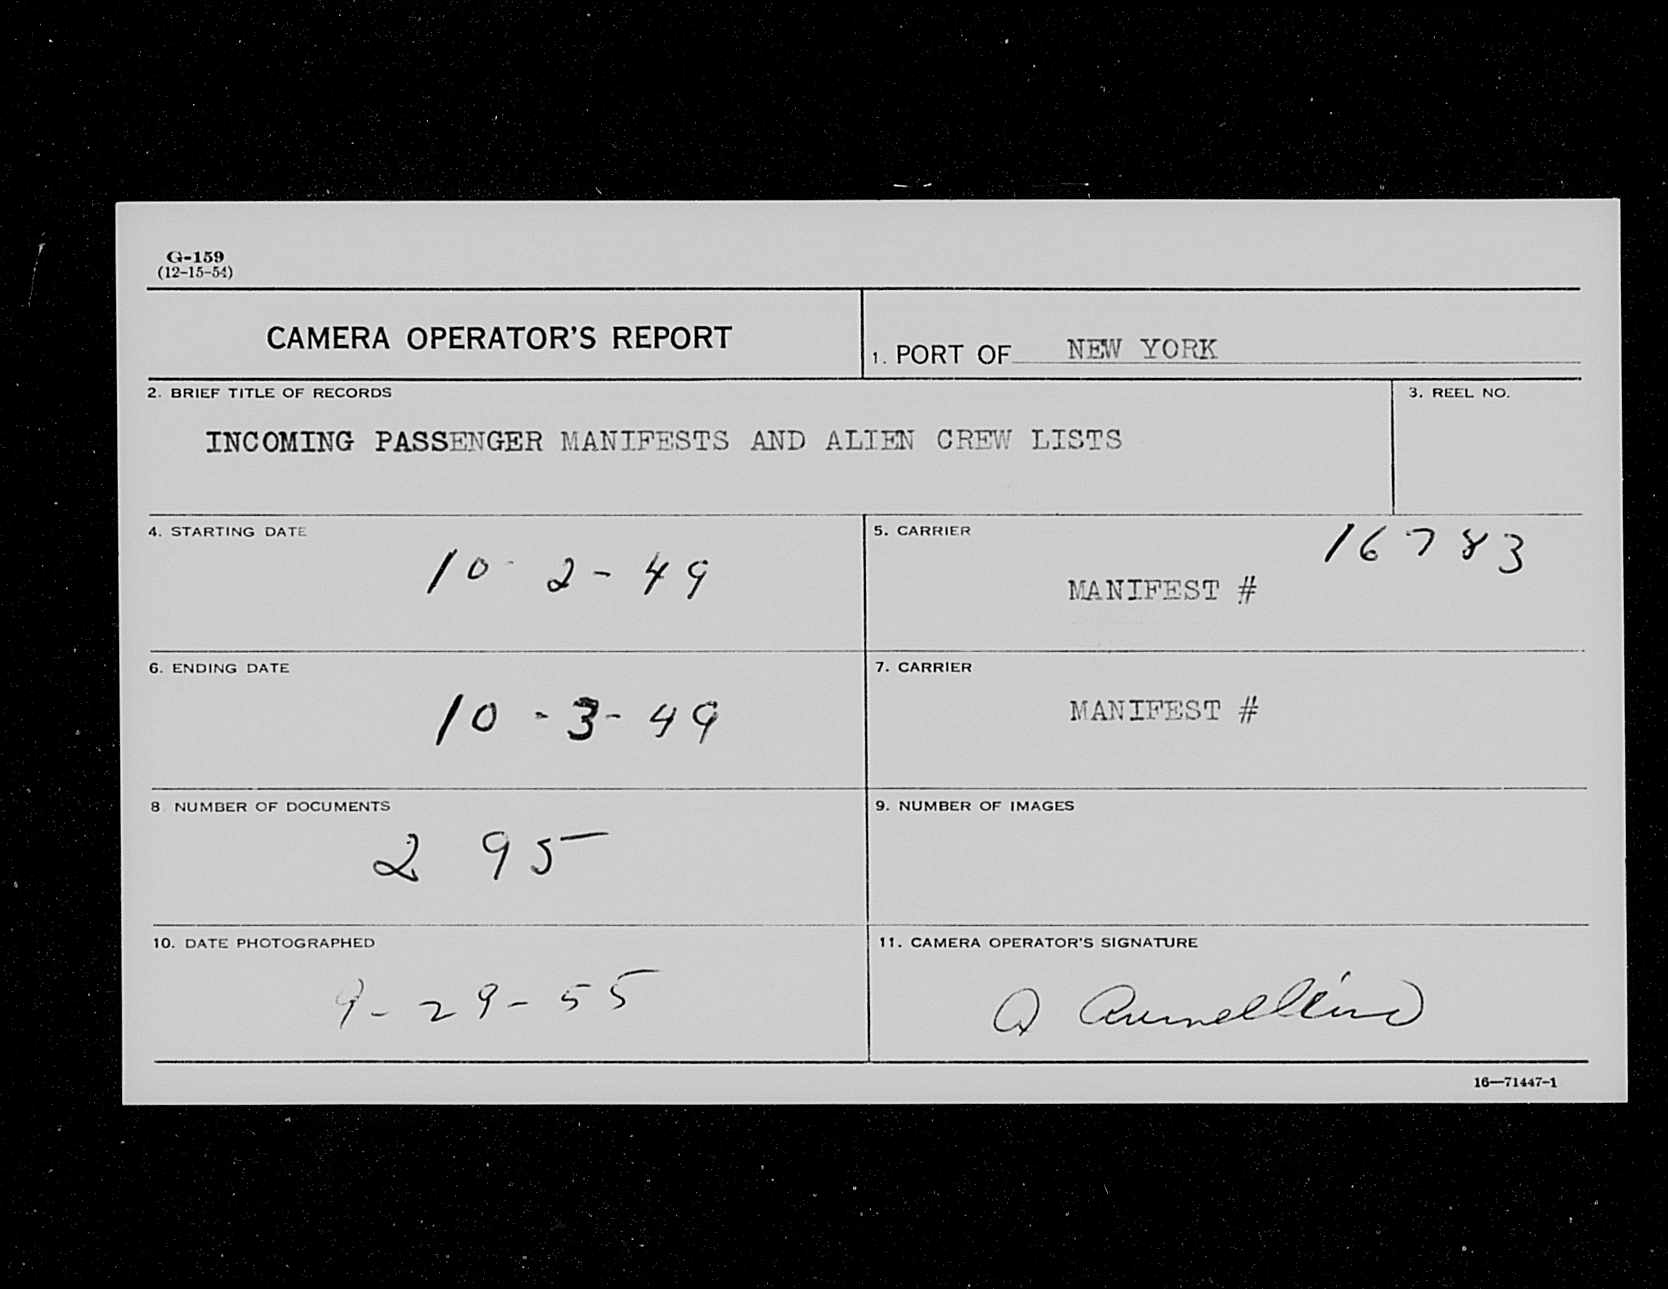 G-159
(12-15-54)
CAMERA OPERATOR'S REPORT
1. PORT OF NEW YORK
2. BRIEF TITLE OF RECORDS
INCOMING PASSENGER MANIFESTS AND ALIEN CREW LISTS
3. REEL NO.
4. STARTING DATE
10-2-49
5. CARRIER
16783
MANIFEST #
6. ENDING DATE
10-3-49
7. CARRIER
MANIFEST #
8. NUMBER OF DOCUMENTS
295
9. NUMBER OF IMAGES
10. DATE PHOTOGRAPHED
9-29-55
11. CAMERA OPERATOR'S SIGNATURE
16—71447-1